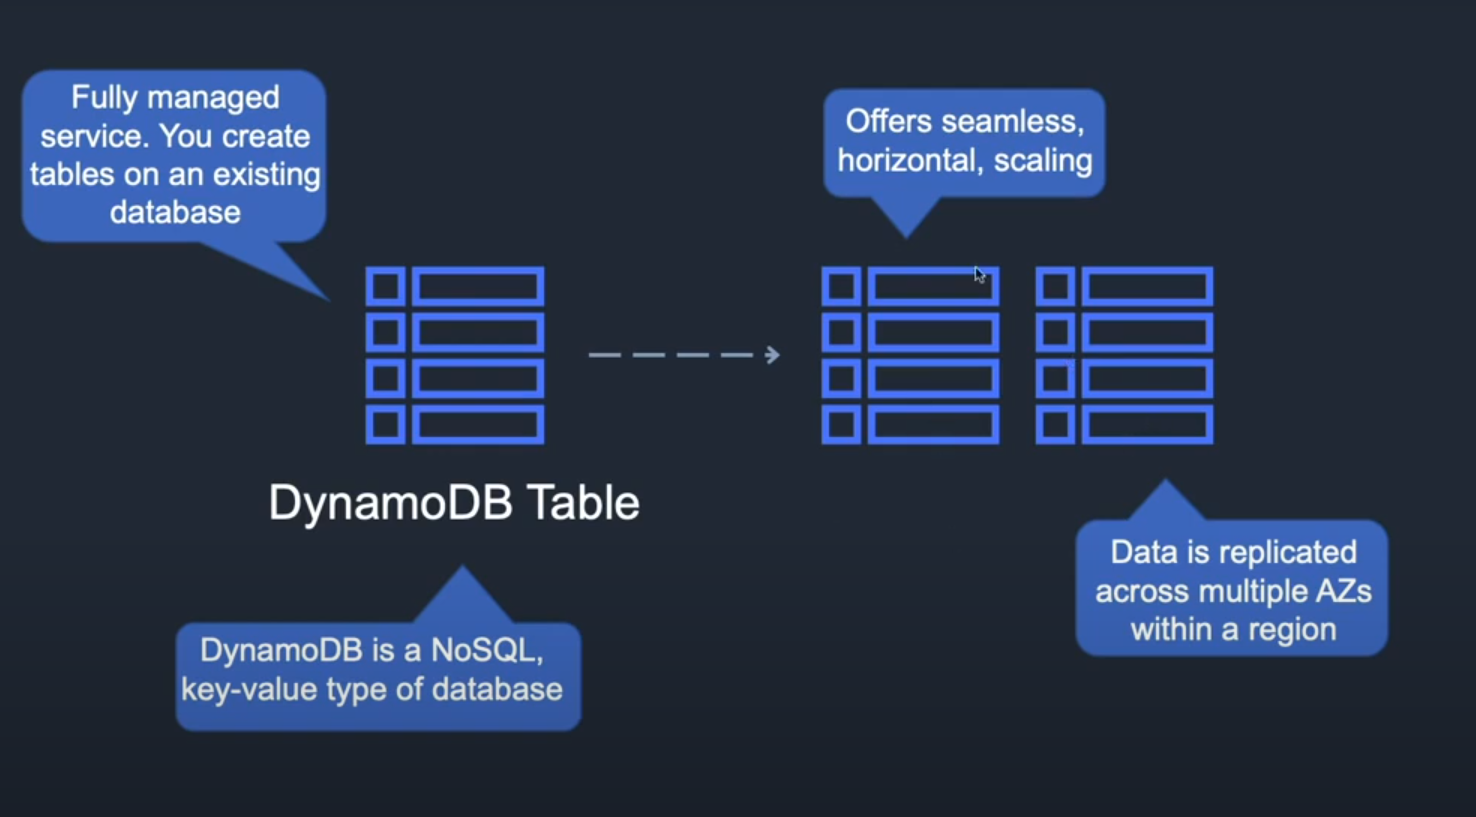 Fully managed
service. You create
tables on an existing
database
Offers seamless,
horizontal, scaling
DynamoDB Table
DynamoDB is a NoSQL,
key-value type of database
Data is replicated
across multiple AZs
within a region